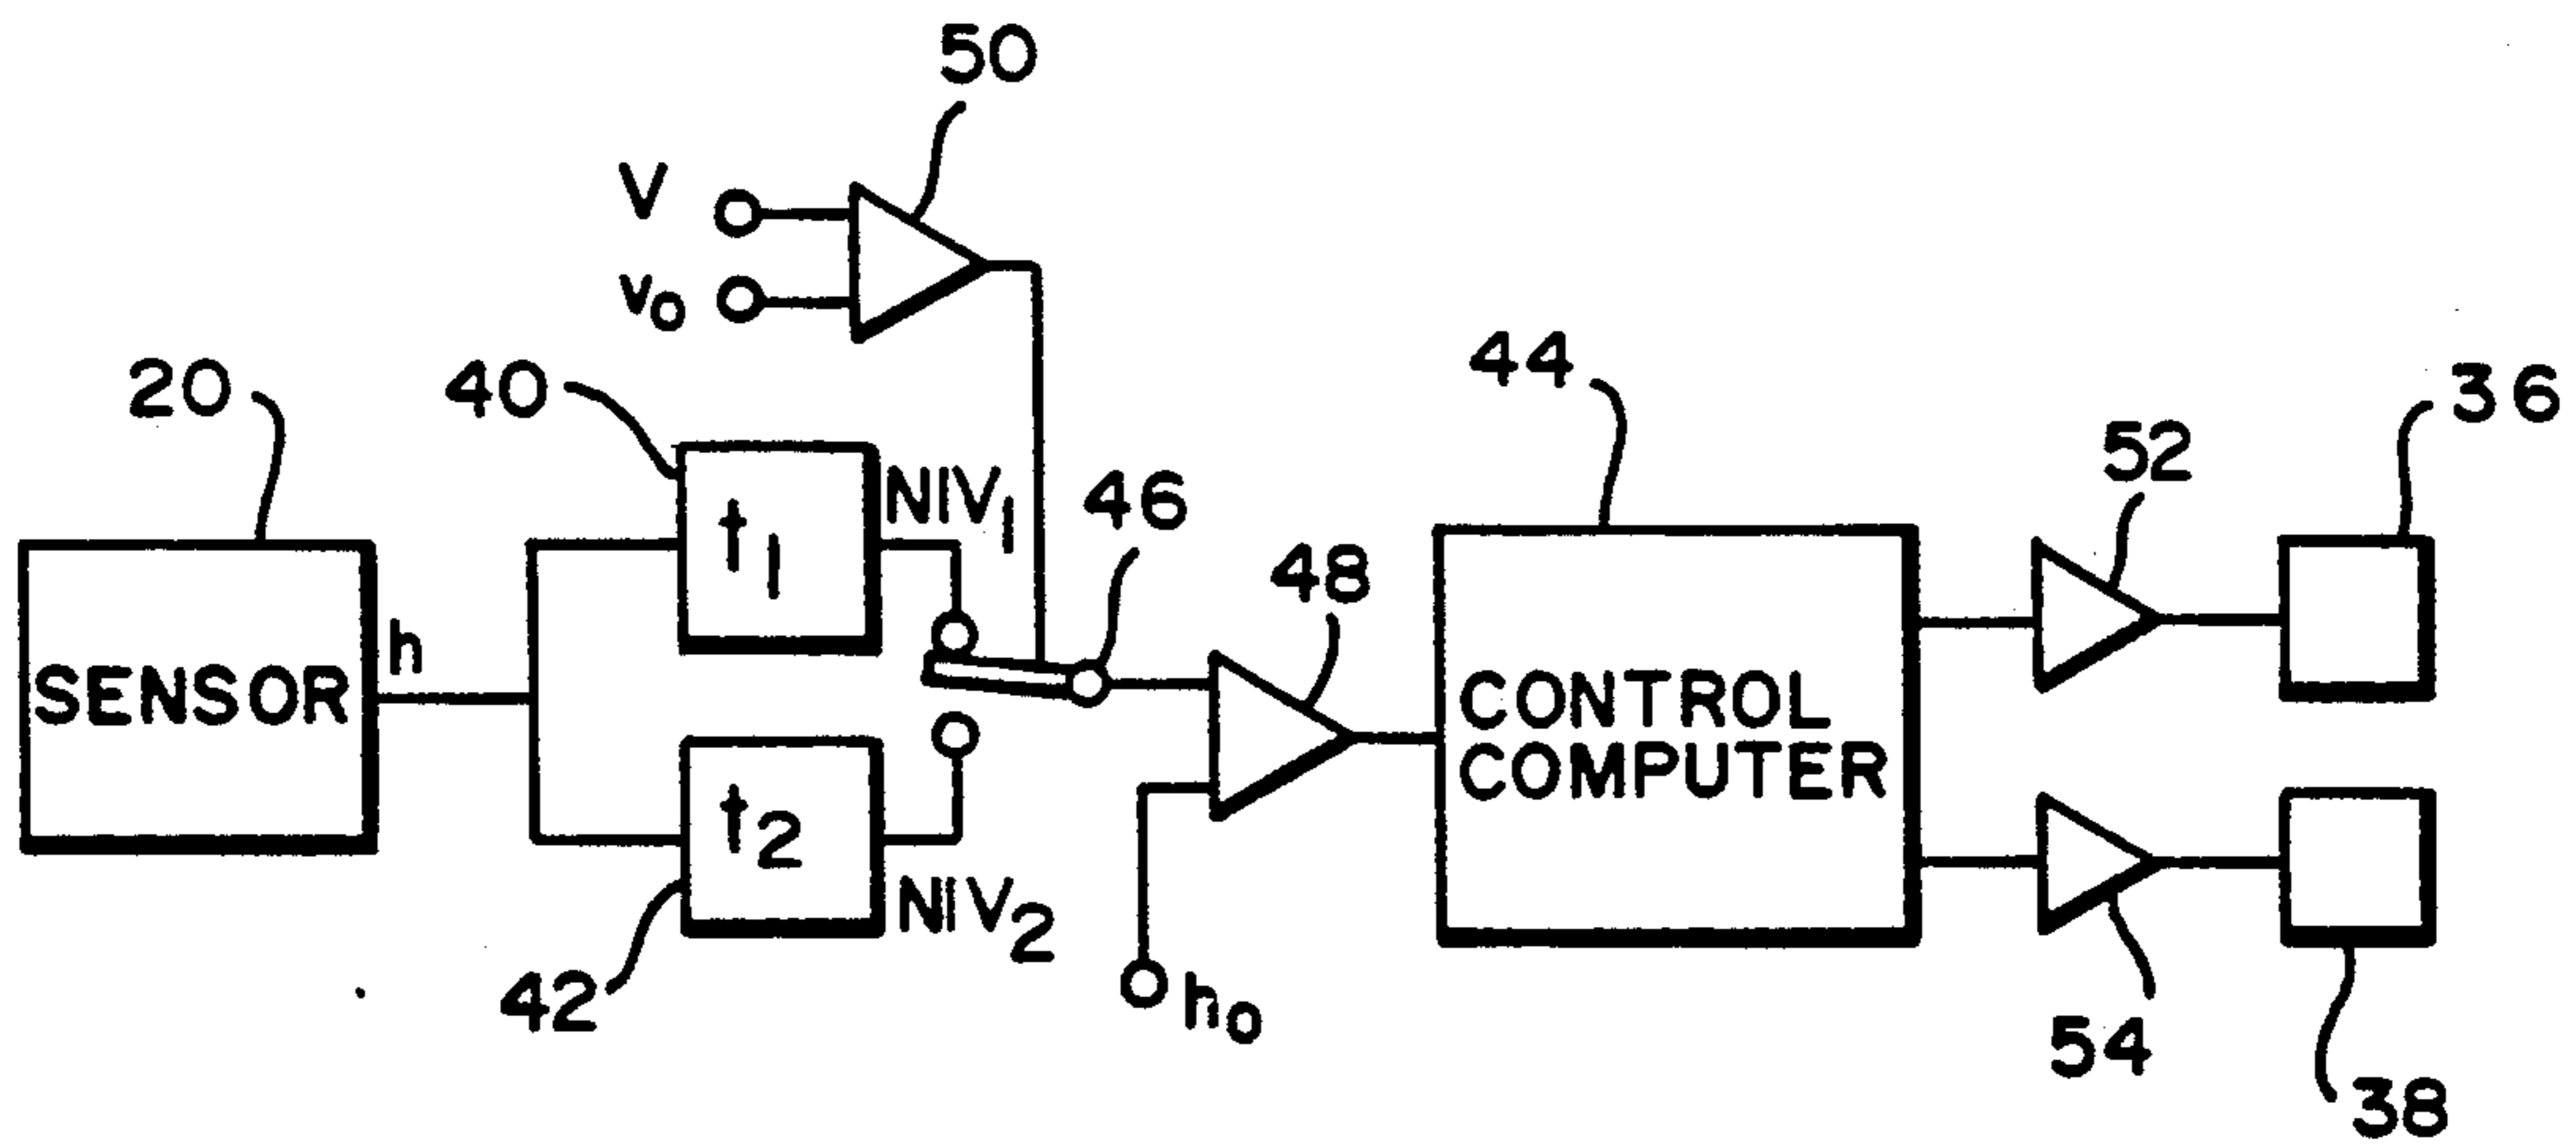 50
V
v₀
20
40
44
36
52
t₁
NIV₁
46
48
h
SENSOR
CONTROL
COMPUTER
t₂
NIV₂
42
h₀
54
38